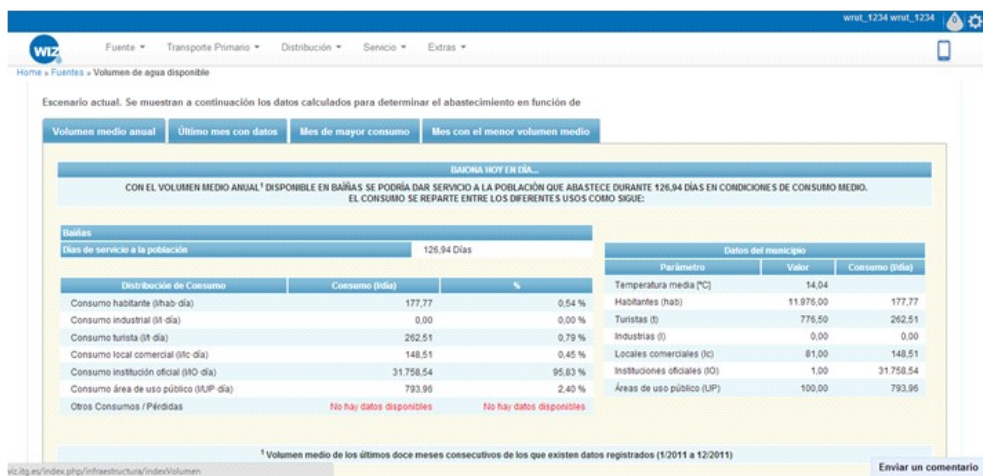 wrut_1234 wrut_1234
0
WIZ
Fuente Transporte Primario Distribución Servicio Extras
Home » Fuentes » Volumen de agua disponible
Escenario actual. Se muestran a continuación los datos calculados para determinar el abastecimiento en función de
Volumen medio anual Último mes con datos Mes de mayor consumo Mes con el menor volumen medio
BAIONA HOY EN DÍA...
CON EL VOLUMEN MEDIO ANUAL¹ DISPONIBLE EN BAÍÑAS SE PODRÍA DAR SERVICIO A LA POBLACIÓN QUE ABASTECE DURANTE 126,94 DÍAS EN CONDICIONES DE CONSUMO MEDIO.
EL CONSUMO SE REPARTE ENTRE LOS DIFERENTES USOS COMO SIGUE:
Baíñas
Días de servicio a la población 126,94 Días
Distribución de Consumo Consumo (l/día) %
Consumo habitante (l/hab·día) 177,77 0,54 %
Consumo industrial (l/I·día) 0,00 0,00 %
Consumo turista (l/t·día) 262,51 0,79 %
Consumo local comercial (l/lc·día) 148,51 0,45 %
Consumo institución oficial (l/IO·día) 31.758,54 95,83 %
Consumo área de uso público (l/UP·día) 793,96 2,40 %
Otros Consumos / Pérdidas No hay datos disponibles No hay datos disponibles
Datos del municipio
Parámetro Valor Consumo (l/día)
Temperatura media [ºC] 14,04
Habitantes (hab) 11.976,00 177,77
Turistas (t) 776,50 262,51
Industrias (I) 0,00 0,00
Locales comerciales (lc) 81,00 148,51
Instituciones oficiales (IO) 1,00 31.758,54
Áreas de uso público (UP) 100,00 793,96
¹ Volumen medio de los últimos doce meses consecutivos de los que existen datos registrados (1/2011 a 12/2011)
viz.itg.es/index.php/infraestructura/indexVolumen
Enviar un comentario